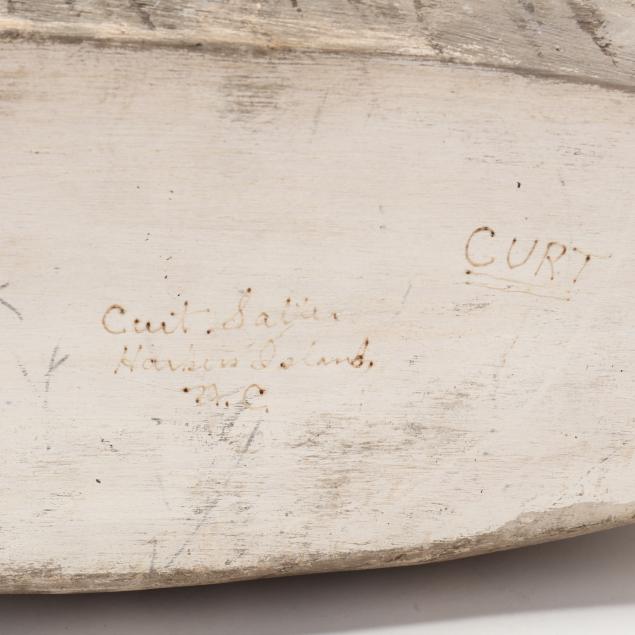 CURT
Curt Salter
Harkers Island,
N.C.